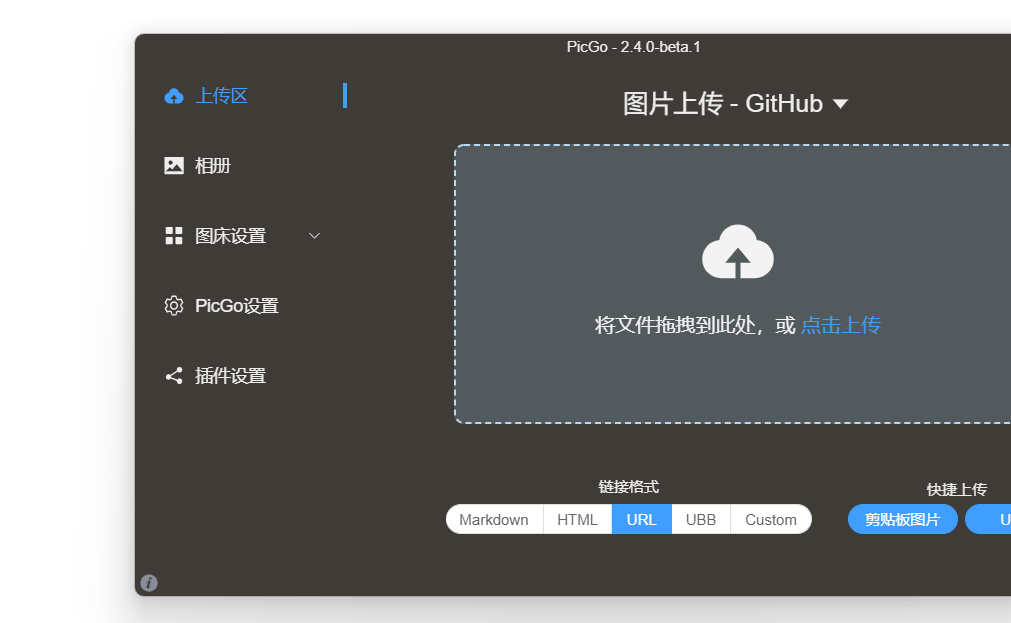 PicGo - 2.4.0-beta.1
上传区
相册
图床设置
PicGo设置
插件设置
图片上传 - GitHub
将文件拖拽到此处，或 点击上传
链接格式
Markdown HTML URL UBB Custom
快捷上传
剪贴板图片 U